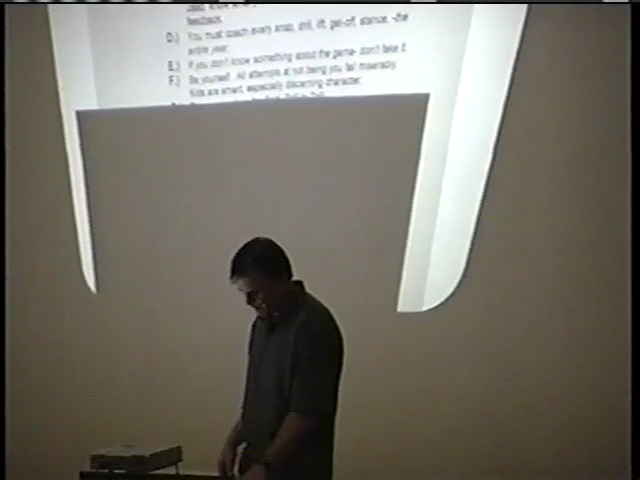 feedback.
D.) You must coach every snap, drill, lift, get-off, stance, -the
entire year.
E.) If you don't know something about the game- don't fake it
F.) Be yourself. All attempts at not being you fail miserably.
Kids are smart, especially discerning character.